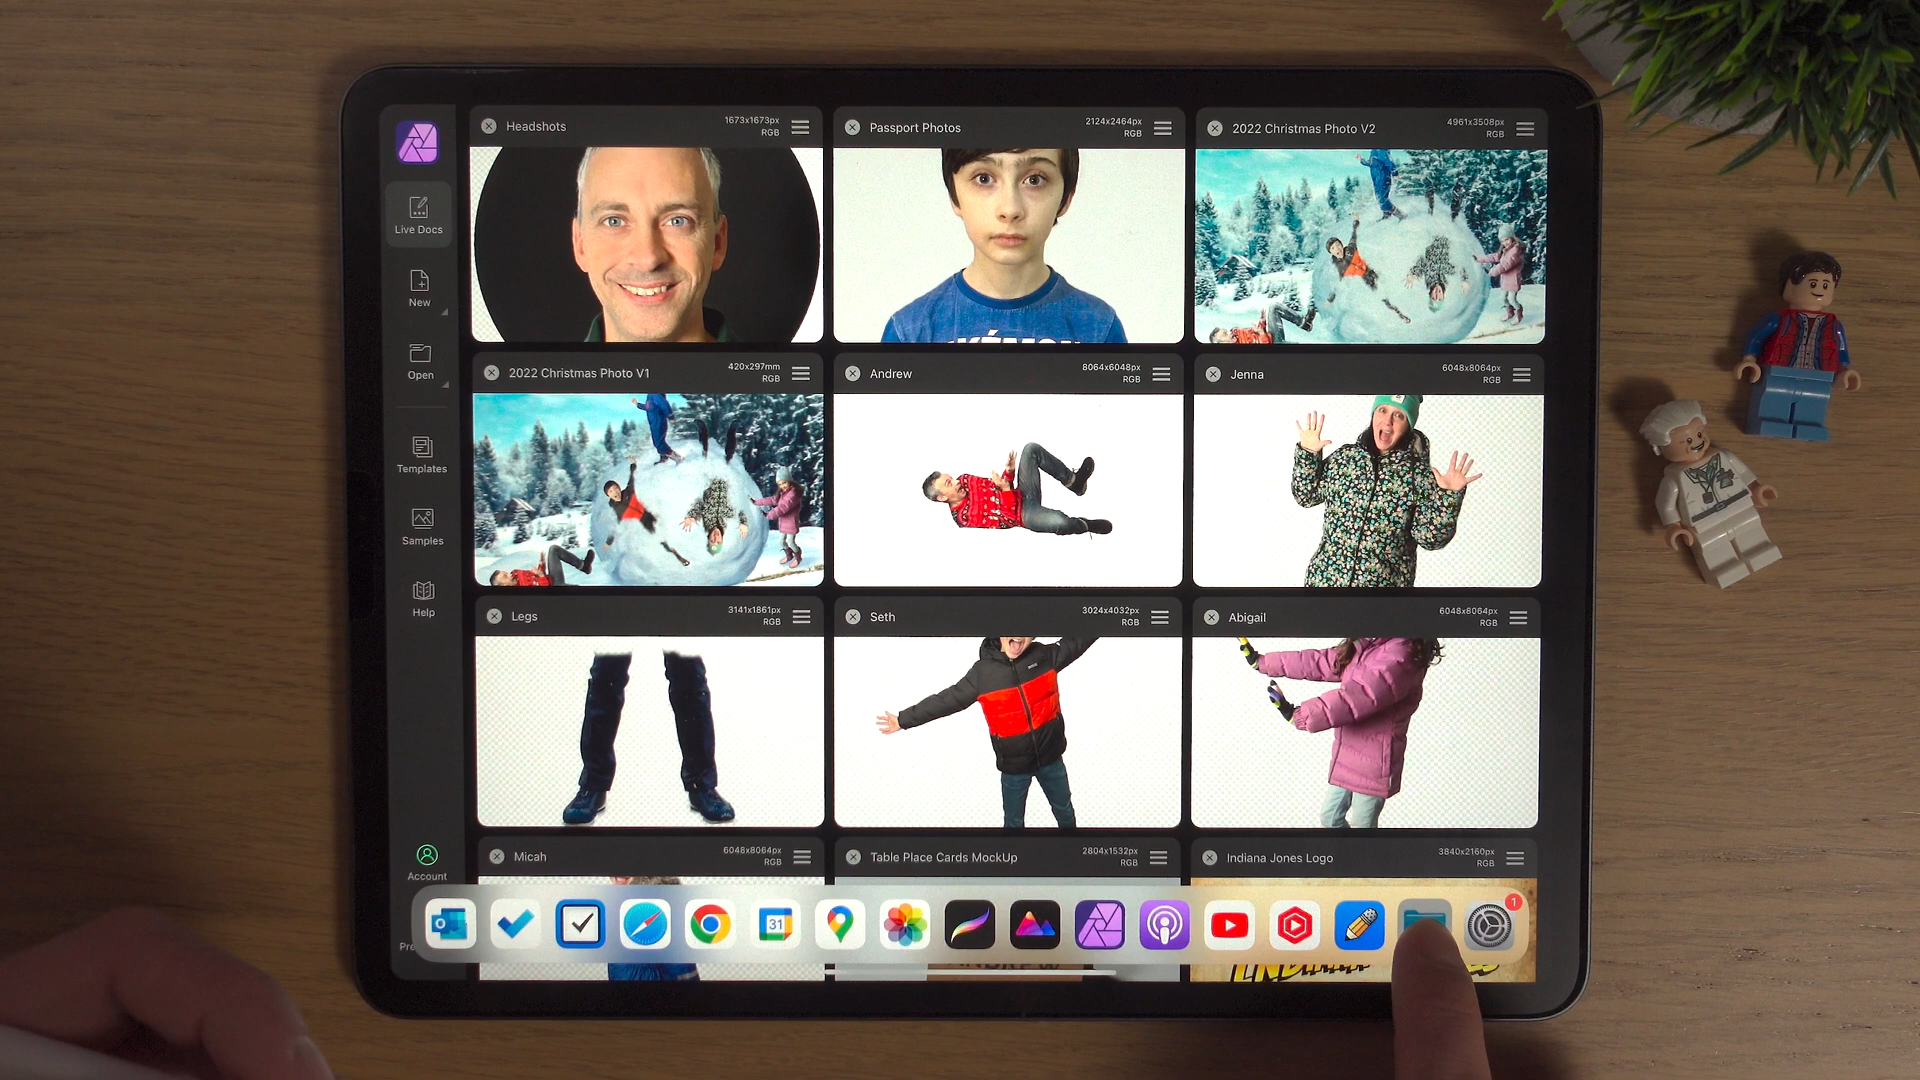 Headshots
1673x1673px
RGB
Passport Photos
2124x2464px
RGB
2022 Christmas Photo V2
4961x3508px
RGB
Live Docs
New
Open
Templates
Samples
Help
Account
2022 Christmas Photo V1
420x297mm
RGB
Andrew
8064x6048px
RGB
Jenna
6048x8064px
RGB
Legs
3141x1861px
RGB
Seth
3024x4032px
RGB
Abigail
6048x8064px
RGB
Micah
6048x8064px
RGB
Table Place Cards MockUp
2804x1532px
RGB
Indiana Jones Logo
3840x2160px
RGB
31
1